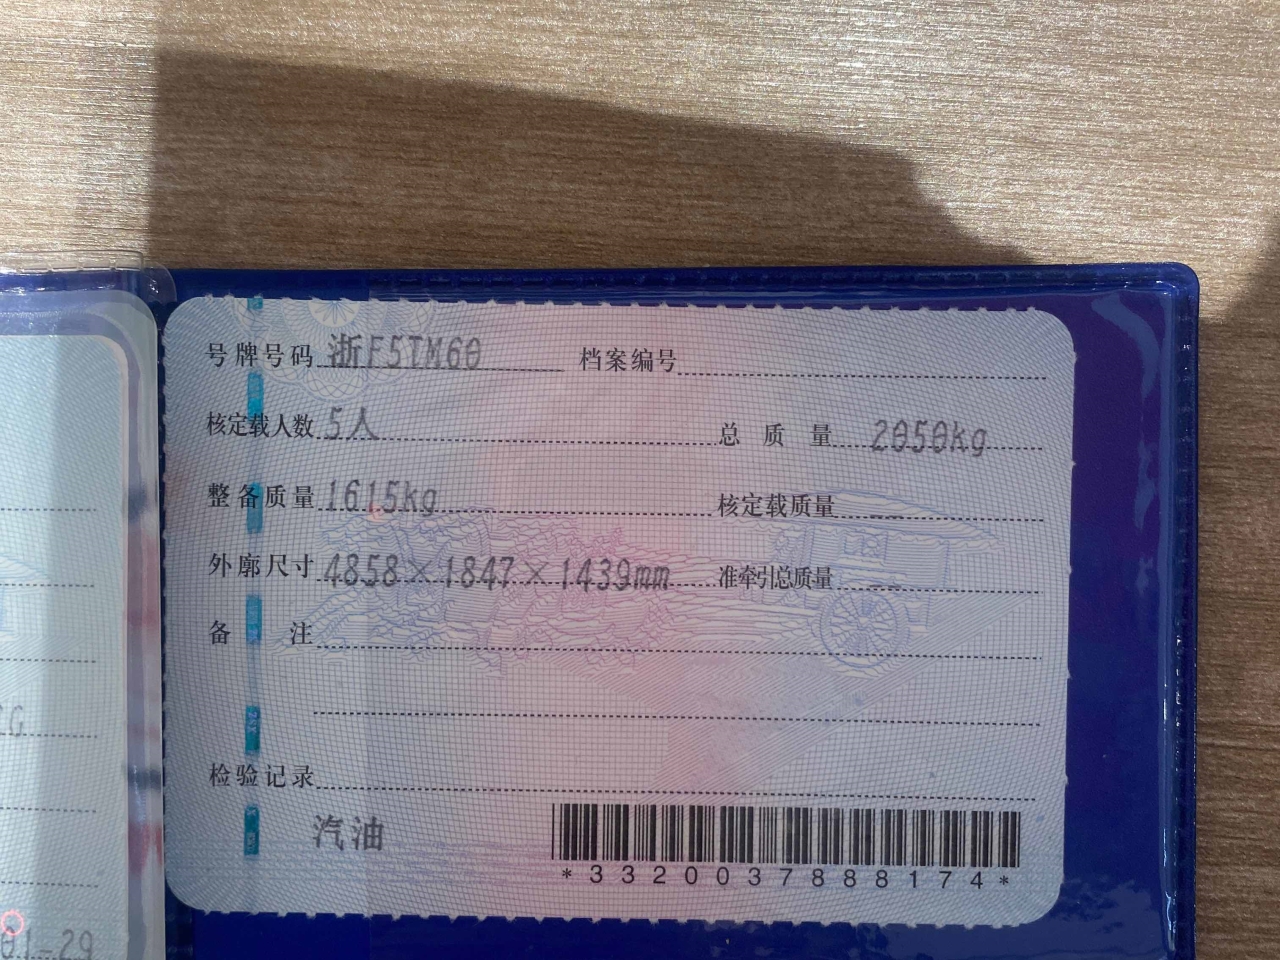 号牌号码 浙F5TM60 档案编号
核定载人数 5人 总质量 2050kg
整备质量 1615kg 核定载质量 --
外廓尺寸 4858×1847×1439mm 准牵引总质量 --
备注
检验记录
汽油
*3320037888174*
01-29